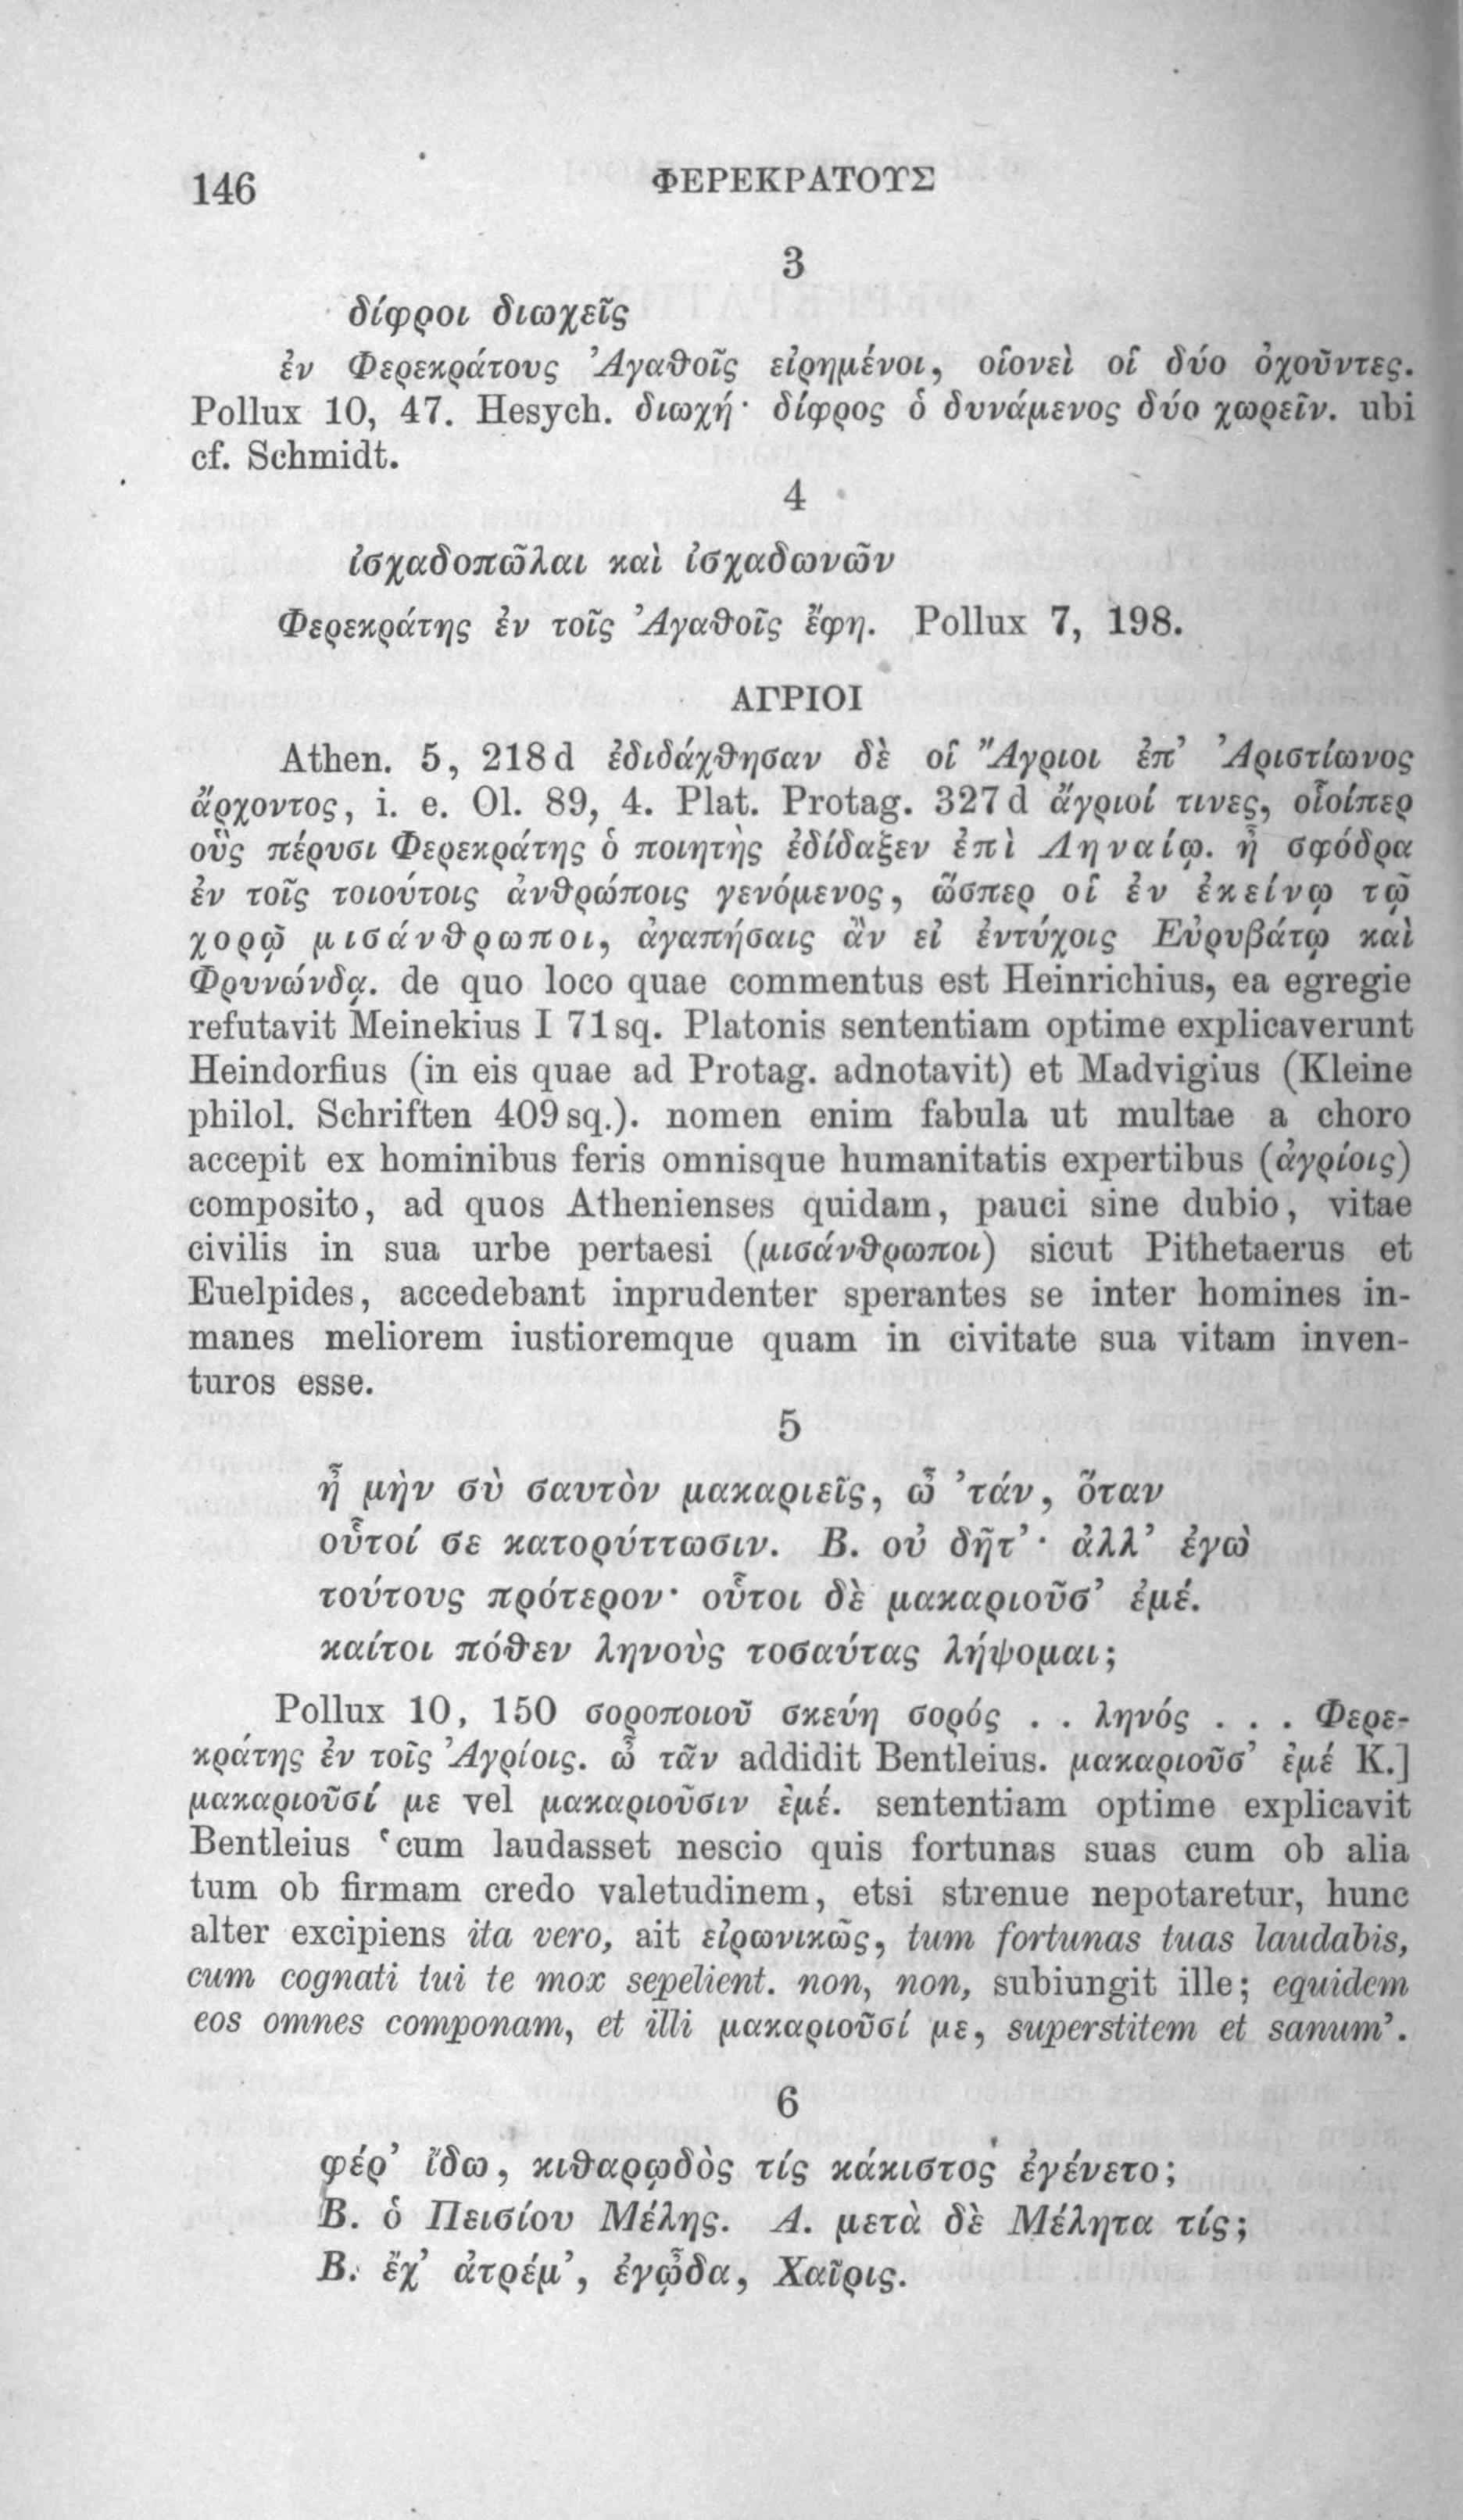 146
ΦΕΡΕΚΡΑΤΟΥΣ
3
δίφροι διωχεῖς
ἐν Φερεκράτους Ἀγαθοῖς εἰρημένοι, οἱονεὶ οἱ δύο ὀχοῦντες.
Pollux 10, 47. Hesych. διωχή· δίφρος ὁ δυνάμενος δύο χωρεῖν. ubi
cf. Schmidt.
4
ἰσχαδοπῶλαι καὶ ἰσχαδωνῶν
Φερεκράτης ἐν τοῖς Ἀγαθοῖς ἔφη. Pollux 7, 198.
ΑΓΡΙΟΙ
Athen. 5, 218 d ἐδιδάχθησαν δὲ οἱ Ἄγριοι ἐπ’ Ἀριστίωνος
ἄρχοντος, i. e. Ol. 89, 4. Plat. Protag. 327 d ἄγριοί τινες, οἷοίπερ
οὓς πέρυσι Φερεκράτης ὁ ποιητὴς ἐδίδαξεν ἐπὶ Ληναίῳ. ἦ σφόδρα
ἐν τοῖς τοιούτοις ἀνθρώποις γενόμενος, ὥσπερ οἱ ἐν ἐκείνῳ τῷ
χορῷ μισάνθρωποι, ἀγαπήσαις ἂν εἰ ἐντύχοις Εὐρυβάτῳ καὶ
Φρυνώνδᾳ. de quo loco quae commentus est Heinrichius, ea egregie
refutavit Meinekius I 71 sq. Platonis sententiam optime explicaverunt
Heindorfius (in eis quae ad Protag. adnotavit) et Madvigius (Kleine
philol. Schriften 409 sq.). nomen enim fabula ut multae a choro
accepit ex hominibus feris omnisque humanitatis expertibus (ἀγρίοις)
composito, ad quos Athenienses quidam, pauci sine dubio, vitae
civilis in sua urbe pertaesi (μισάνθρωποι) sicut Pithetaerus et
Euelpides, accedebant inprudenter sperantes se inter homines in-
manes meliorem iustioremque quam in civitate sua vitam inven-
turos esse.
5
ἦ μὴν σὺ σαυτὸν μακαριεῖς, ὦ ’τάν, ὅταν
οὗτοί σε κατορύττωσιν. Β. οὐ δῆτ’· ἀλλ’ ἐγὼ
τούτους πρότερον· οὗτοι δὲ μακαριοῦσ’ ἐμέ.
καίτοι πόθεν ληνοὺς τοσαύτας λήψομαι;
Pollux 10, 150 σοροποιοῦ σκεύη σορός . . ληνός . . . Φερε-
κράτης ἐν τοῖς Ἀγρίοις. ὦ τᾶν addidit Bentleius. μακαριοῦσ’ ἐμέ K.]
μακαριοῦσί με vel μακαριοῦσιν ἐμέ. sententiam optime explicavit
Bentleius ‘cum laudasset nescio quis fortunas suas cum ob alia
tum ob firmam credo valetudinem, etsi strenue nepotaretur, hunc
alter excipiens ita vero, ait εἰρωνικῶς, tum fortunas tuas laudabis,
cum cognati tui te mox sepelient. non, non, subiungit ille; equidem
eos omnes componam, et illi μακαριοῦσί με, superstitem et sanum’.
6
φέρ’ ἴδω, κιθαρῳδὸς τίς κάκιστος ἐγένετο;
Β. ὁ Πεισίου Μέλης. Α. μετὰ δὲ Μέλητα τίς;
Β. ἔχ’ ἀτρέμ’, ἐγᾦδα, Χαῖρις.